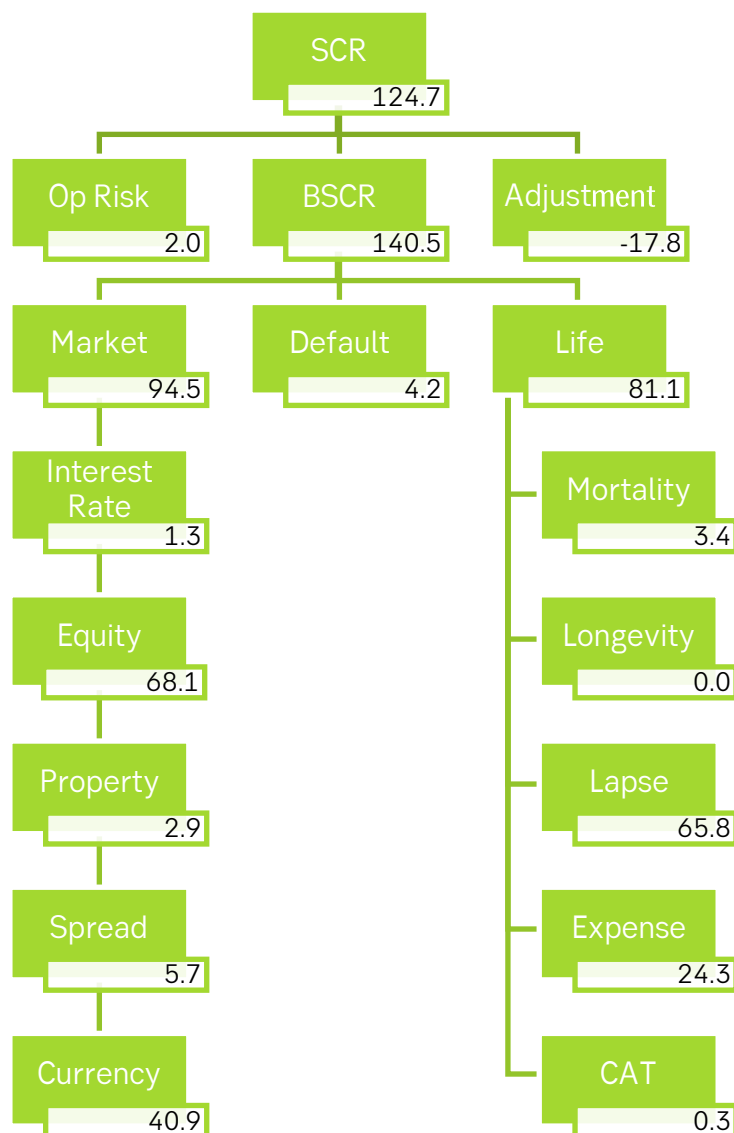 SCR
124.7
Op Risk
2.0
BSCR
140.5
Adjustment
-17.8
Market
94.5
Default
4.2
Life
81.1
Interest
Rate
1.3
Mortality
3.4
Equity
68.1
Longevity
0.0
Property
2.9
Lapse
65.8
Spread
5.7
Expense
24.3
Currency
40.9
CAT
0.3